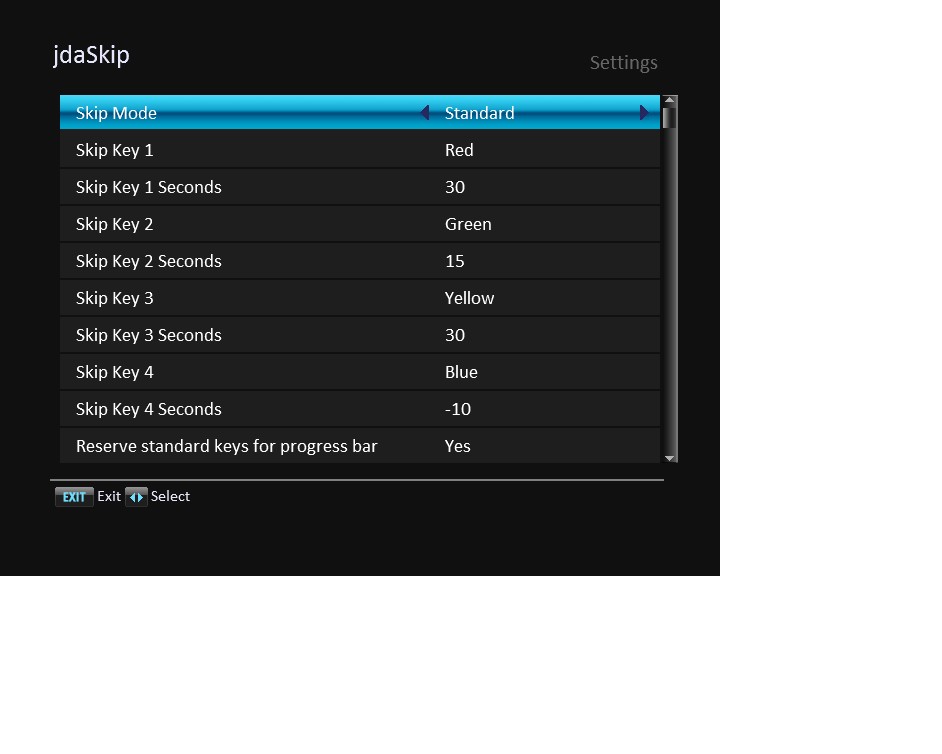 jdaSkip
Settings
Skip Mode Standard
Skip Key 1 Red
Skip Key 1 Seconds 30
Skip Key 2 Green
Skip Key 2 Seconds 15
Skip Key 3 Yellow
Skip Key 3 Seconds 30
Skip Key 4 Blue
Skip Key 4 Seconds -10
Reserve standard keys for progress bar Yes
EXIT Exit Select